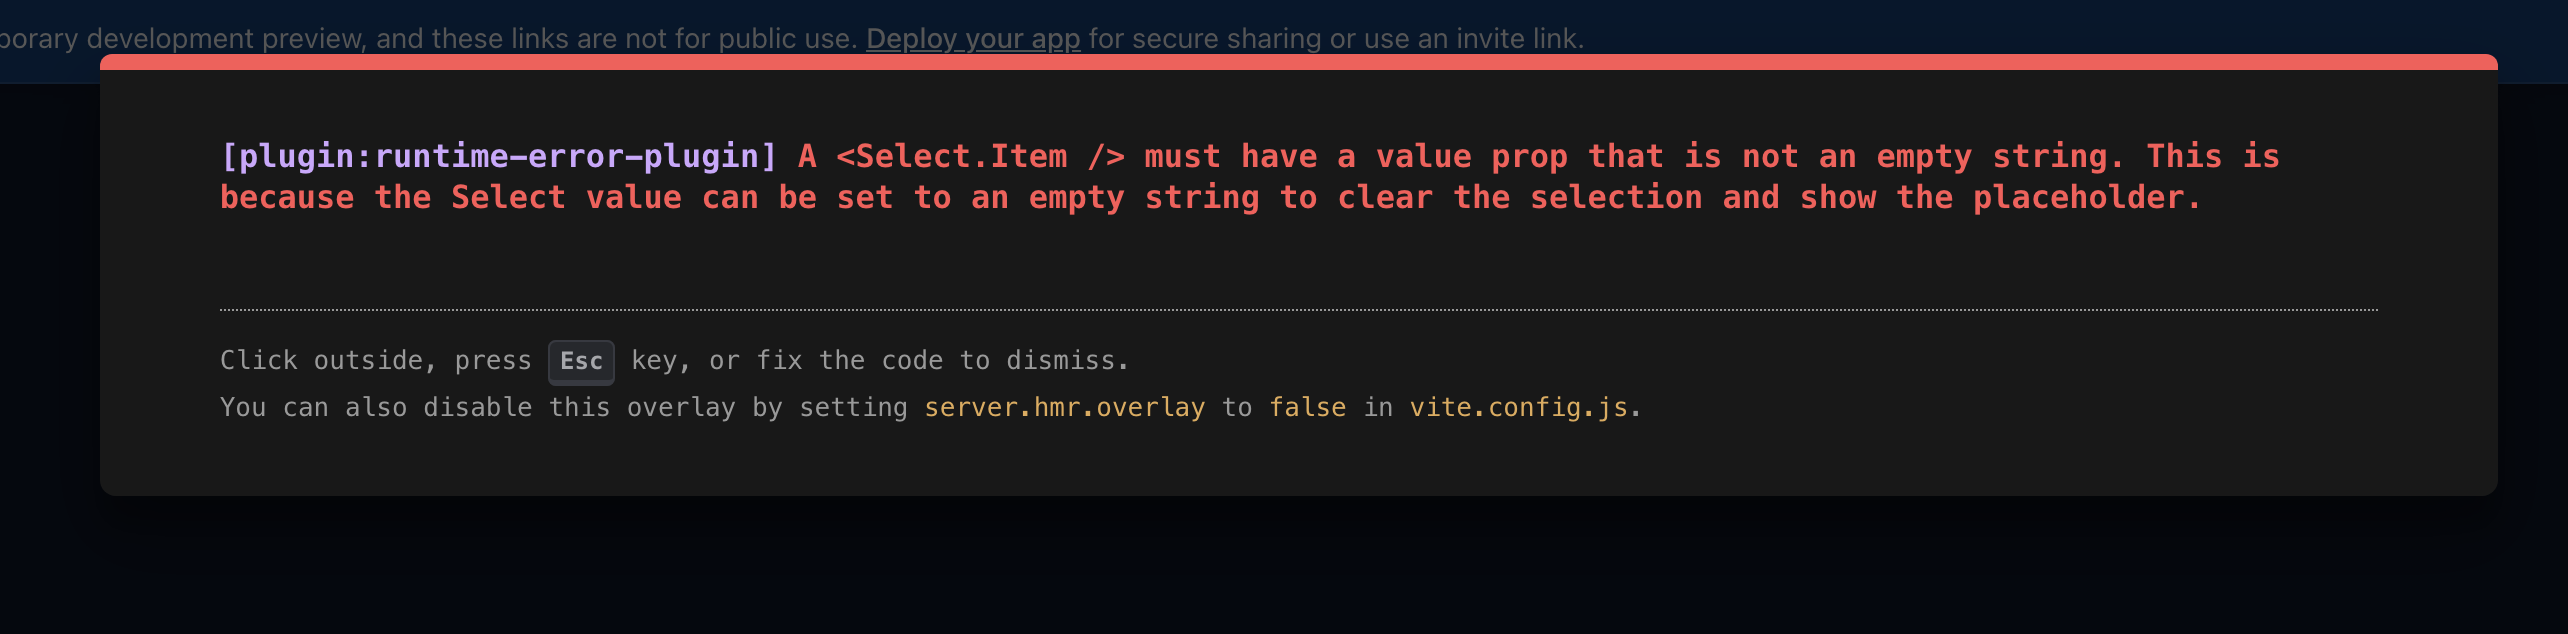 development preview, and these links are not for public use. Deploy your app for secure sharing or use an invite link.
[plugin:runtime-error-plugin] A <Select.Item /> must have a value prop that is not an empty string. This is
because the Select value can be set to an empty string to clear the selection and show the placeholder.
Click outside, press Esc key, or fix the code to dismiss.
You can also disable this overlay by setting server.hmr.overlay to false in vite.config.js.